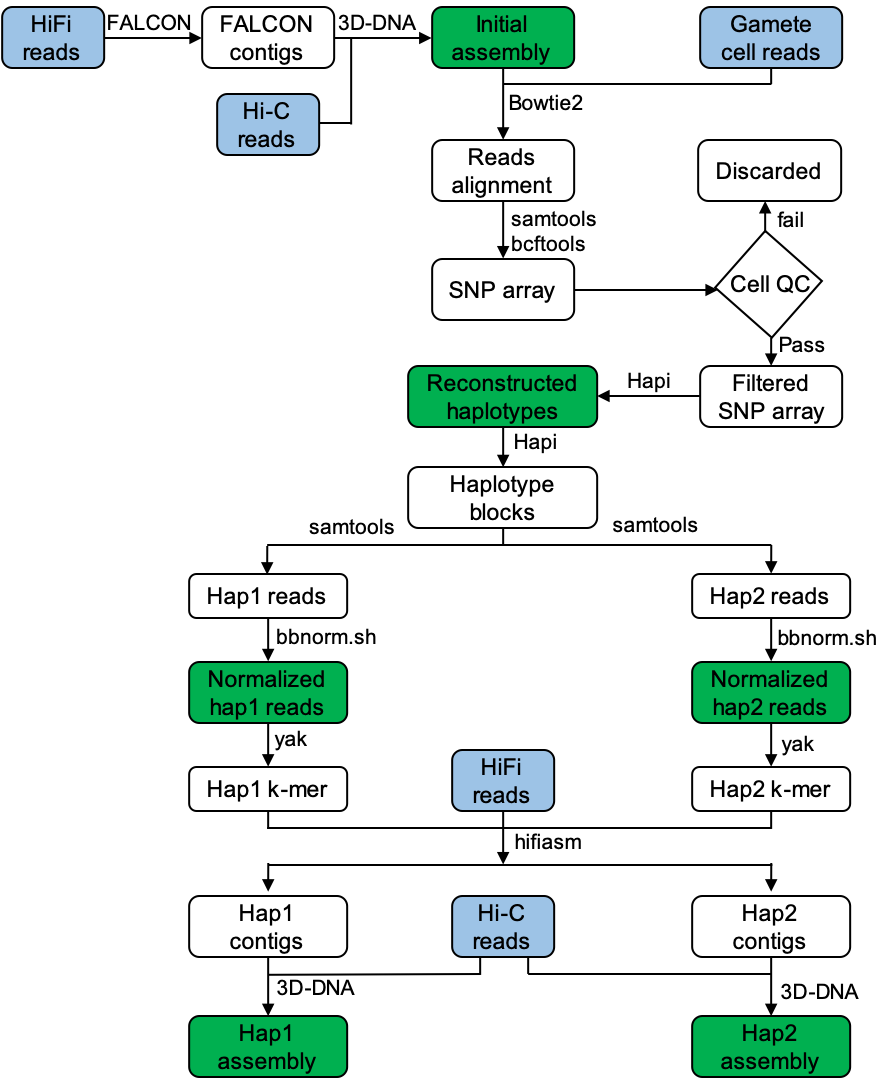 HiFi
reads
FALCON
FALCON
contigs
3D-DNA
Initial
assembly
Gamete
cell reads
Hi-C
reads
Bowtie2
Reads
alignment
Discarded
samtools
bcftools
fail
SNP array
Cell QC
Pass
Reconstructed
haplotypes
Hapi
Filtered
SNP array
Hapi
Haplotype
blocks
samtools
samtools
Hap1 reads
Hap2 reads
bbnorm.sh
bbnorm.sh
Normalized
hap1 reads
Normalized
hap2 reads
yak
yak
Hap1 k-mer
HiFi
reads
Hap2 k-mer
hifiasm
Hap1
contigs
Hi-C
reads
Hap2
contigs
3D-DNA
3D-DNA
Hap1
assembly
Hap2
assembly